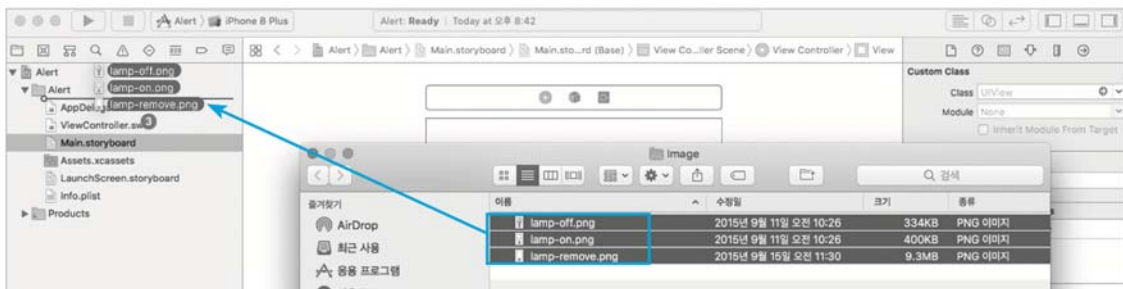 Alert
iPhone 8 Plus
Alert: Ready | Today at 오후 8:42
Alert
Alert
Main.storyboard
Main.sto...rd (Base)
View Co...ller Scene
View Controller
View
Alert
lamp-off.png
Alert
lamp-on.png
lamp-remove.png
3
ViewController.sw
Main.storyboard
Assets.xcassets
LaunchScreen.storyboard
Info.plist
Products
Custom Class
Class UIView
Module None
Inherit Module From Target
Image
검색
즐겨찾기
AirDrop
최근 사용
응용 프로그램
이름 수정일 크기 종류
lamp-off.png 2015년 9월 11일 오전 10:26 334KB PNG 이미지
lamp-on.png 2015년 9월 11일 오전 10:26 400KB PNG 이미지
lamp-remove.png 2015년 9월 15일 오전 11:30 9.3MB PNG 이미지